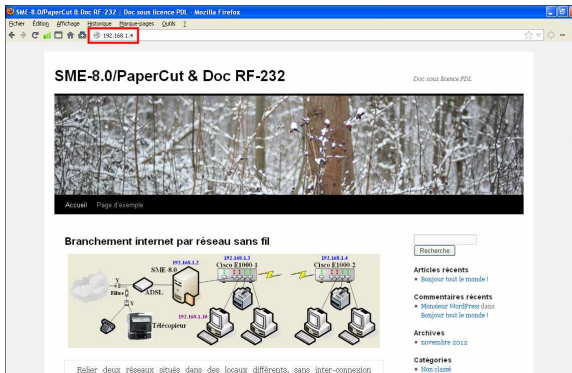 SME-8.0/PaperCut & Doc RF-232 | Doc sous licence PDL - Mozilla Firefox
Fichier Édition Affichage Historique Marque-pages Outils ?
192.168.1.4
SME-8.0/PaperCut & Doc RF-232
Doc sous licence PDL
Accueil Page d'exemple
Branchement internet par réseau sans fil
Recherche
192.168.1.2
SME-8.0
192.168.1.3
Cisco E1000-1
192.168.1.4
Cisco E1000-2
Y
Filtre
ADSL
Y
192.168.1.10
Télécopieur
Articles récents
Bonjour tout le monde !
Commentaires récents
Monsieur WordPress dans
Bonjour tout le monde !
Archives
novembre 2012
Catégories
Non classé
Relier deux réseaux situés dans des locaux différents, sans inter-connexion